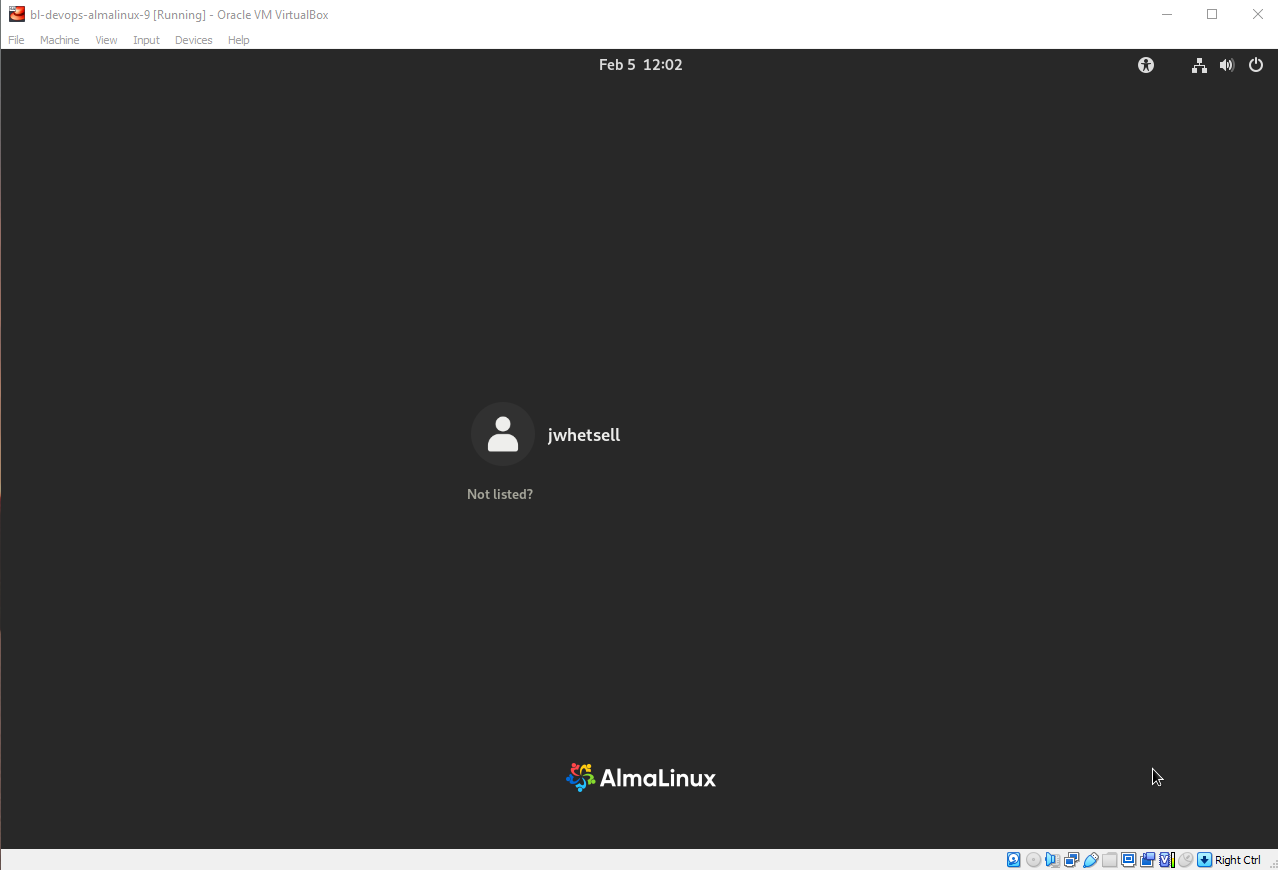 bl-devops-almalinux-9 [Running] - Oracle VM VirtualBox
File Machine View Input Devices Help
Feb 5 12:02
jwhetsell
Not listed?
AlmaLinux
Right Ctrl